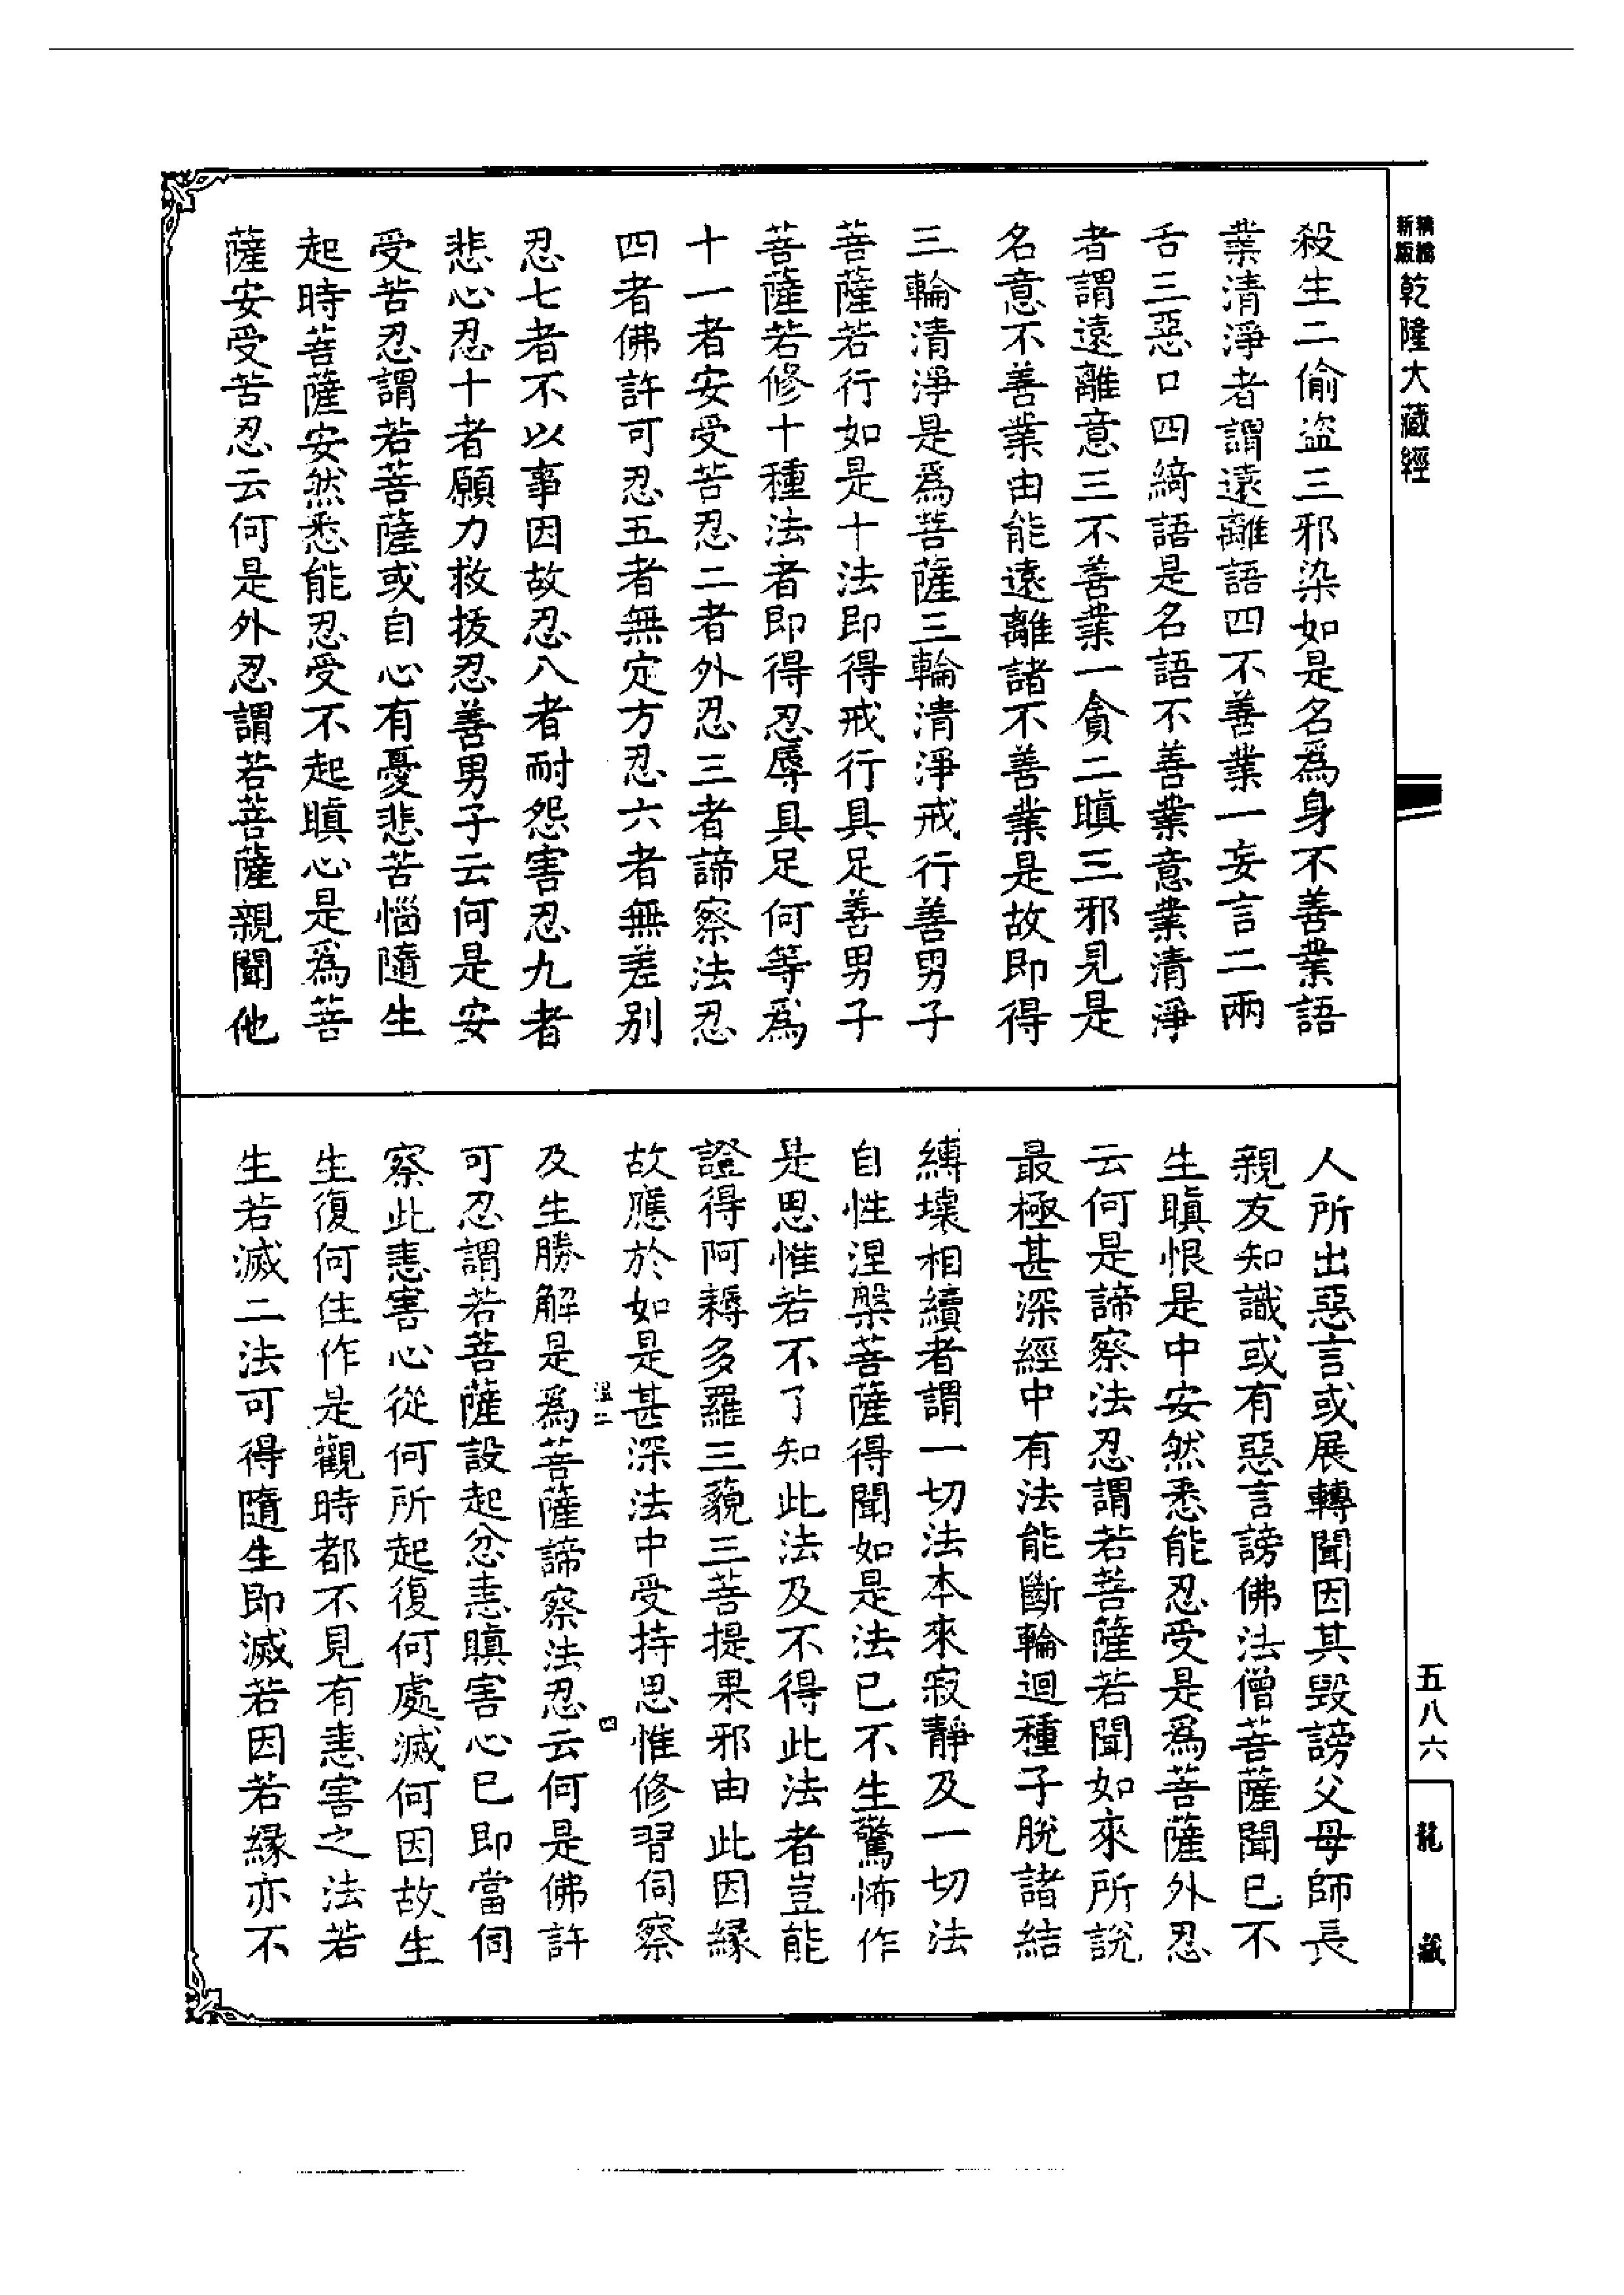 新版
乾隆大藏經
殺生二偷盗三邪染如是名爲身不善業語
業清淨者謂遠離語四不善業一妄言二兩
舌三惡口四綺語是名語不善業意業清淨
者謂遠離意三不善業一貪二瞋三邪見是
名意不善業由能遠離諸不善業是故即得
三輪清淨是爲菩薩三輪清淨戒行善男子
菩薩若行如是十法即得戒行具足善男子
菩薩若修十種法者即得忍辱具足何等爲
十一者安受苦忍二者外忍三者諦察法忍
四者佛許可忍五者無定方忍六者無差别
忍七者不以事因故忍八者耐怨害忍九者
悲心忍十者願力救拔忍善男子云何是安
受苦忍謂若菩薩或自心有憂悲苦惱隨生
起時菩薩安然悉能忍受不起瞋心是爲菩
薩安受苦忍云何是外忍謂若菩薩親聞他
人所出惡言或展轉聞因其毀謗父母師長
親友知識或有惡言謗佛法僧菩薩聞已不
生瞋恨是中安然悉能忍受是爲菩薩外忍
云何是諦察法忍謂若菩薩若聞如來所説
最極甚深經中有法能斷輪迴種子脫諸結
縛壞相續者謂一切法本來寂靜及一切法
自性涅槃菩薩得聞如是法已不生驚怖作
是思惟若不了知此法及不得此法者豈能
證得阿耨多羅三藐三菩提果邪由此因緣
故應於如是甚深法中受持思惟修習伺察
及生勝解是爲菩薩諦察法忍云何是佛許
可忍謂若菩薩設起忿恚瞋害心已即當伺
察此恚害心從何所起復何處滅何因故生
生復何住作是觀時都不見有恚害之法若
生若滅二法可得隨生即滅若因若緣亦不
二
四
五八六
龍藏